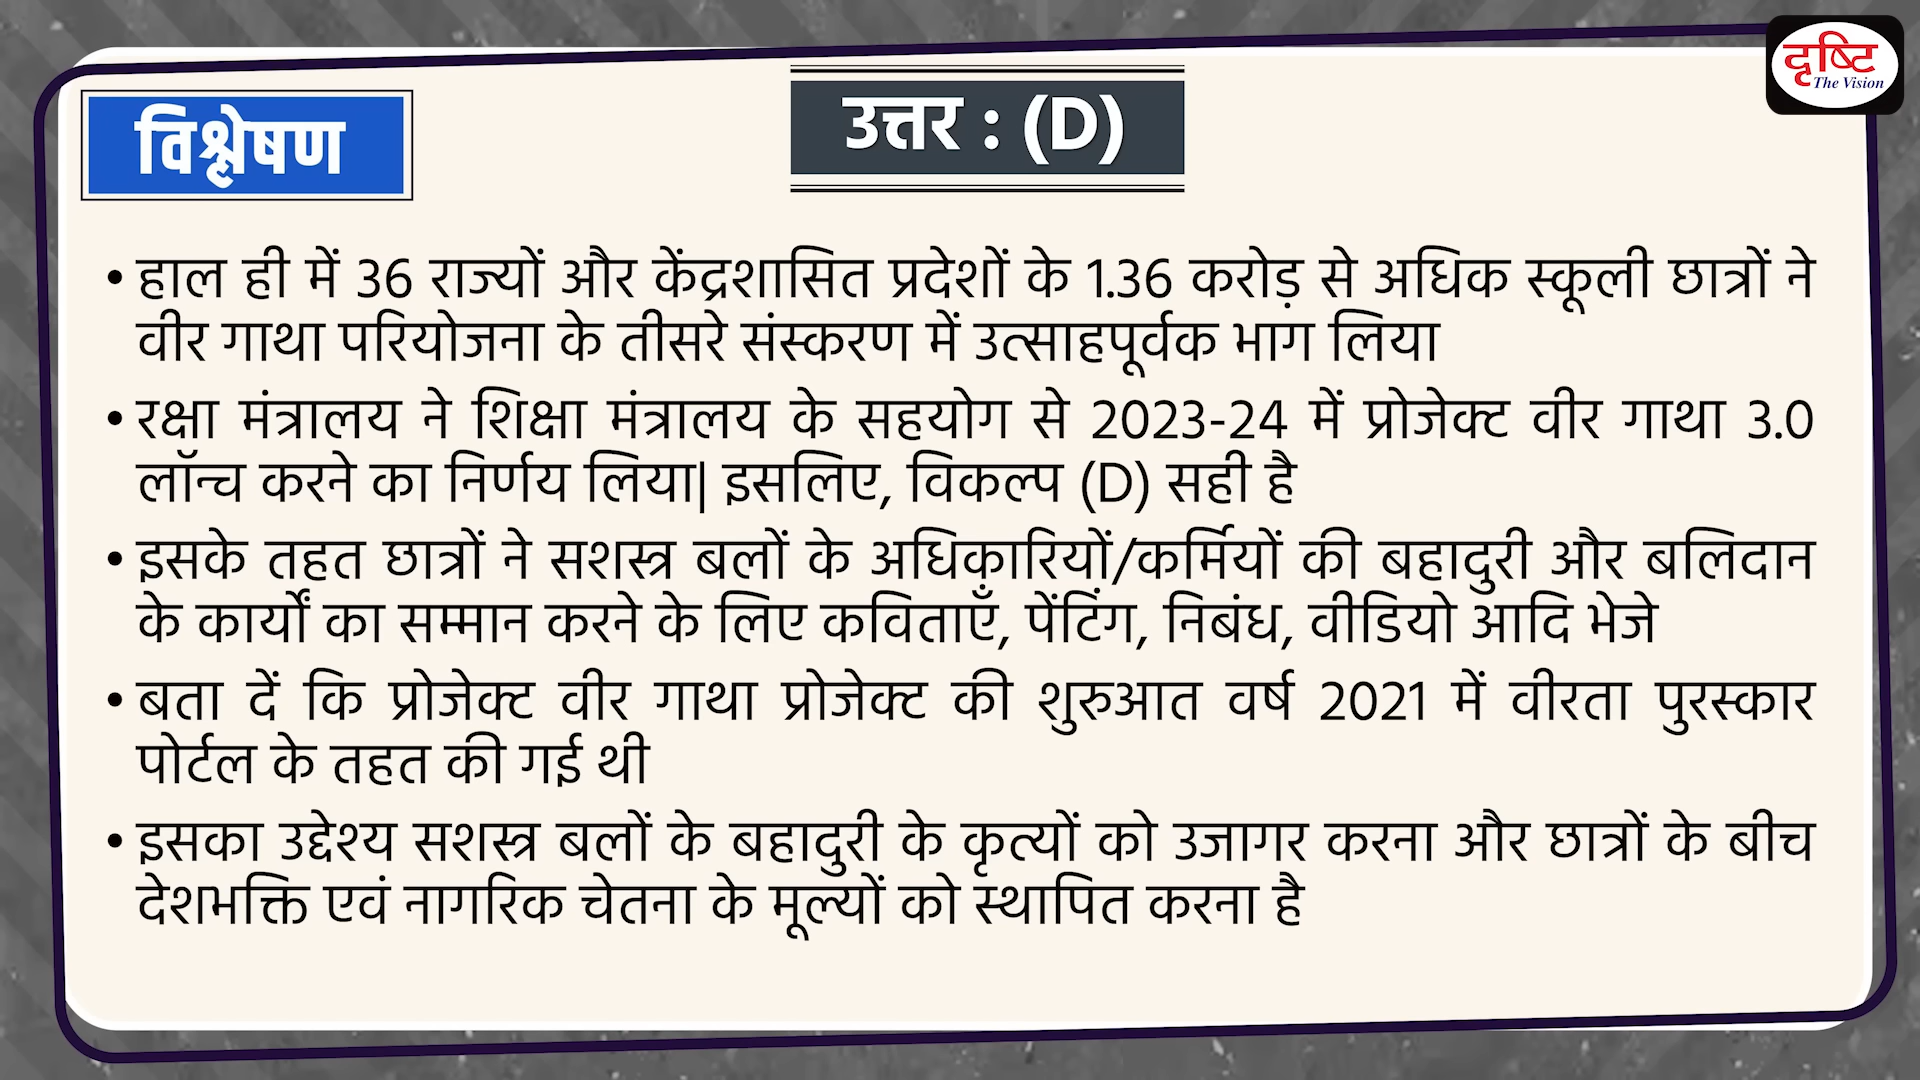 दृष्टि
The Vision
विश्लेषण
उत्तर : (D)
• हाल ही में 36 राज्यों और केंद्रशासित प्रदेशों के 1.36 करोड़ से अधिक स्कूली छात्रों ने
वीर गाथा परियोजना के तीसरे संस्करण में उत्साहपूर्वक भाग लिया
• रक्षा मंत्रालय ने शिक्षा मंत्रालय के सहयोग से 2023-24 में प्रोजेक्ट वीर गाथा 3.0
लॉन्च करने का निर्णय लिया| इसलिए, विकल्प (D) सही है
• इसके तहत छात्रों ने सशस्त्र बलों के अधिकारियों/कर्मियों की बहादुरी और बलिदान
के कार्यों का सम्मान करने के लिए कविताएँ, पेंटिंग, निबंध, वीडियो आदि भेजे
• बता दें कि प्रोजेक्ट वीर गाथा प्रोजेक्ट की शुरुआत वर्ष 2021 में वीरता पुरस्कार
पोर्टल के तहत की गई थी
• इसका उद्देश्य सशस्त्र बलों के बहादुरी के कृत्यों को उजागर करना और छात्रों के बीच
देशभक्ति एवं नागरिक चेतना के मूल्यों को स्थापित करना है